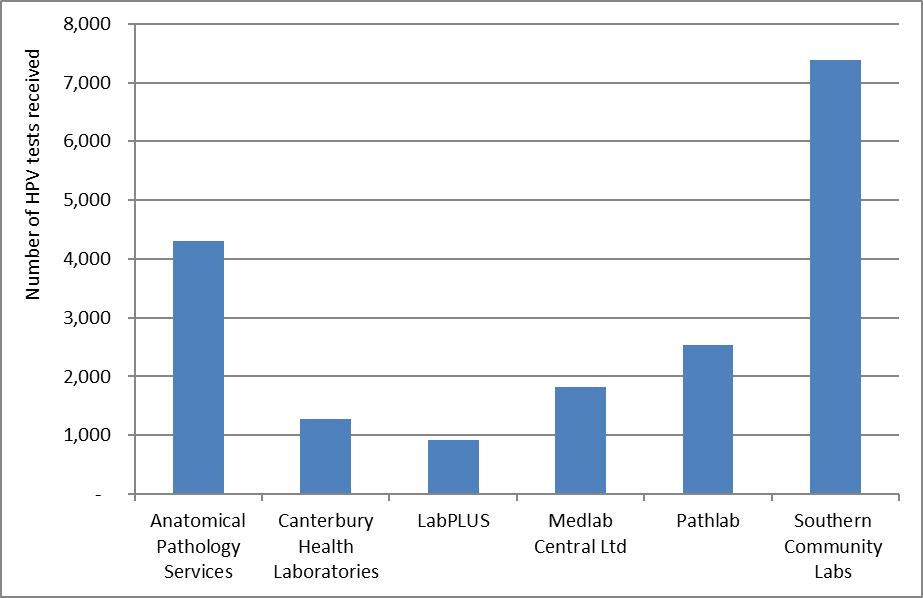 Number of HPV tests received
8,000
7,000
6,000
5,000
4,000
3,000
2,000
1,000
-
Anatomical
Pathology
Services
Canterbury
Health
Laboratories
LabPLUS
Medlab
Central Ltd
Pathlab
Southern
Community
Labs